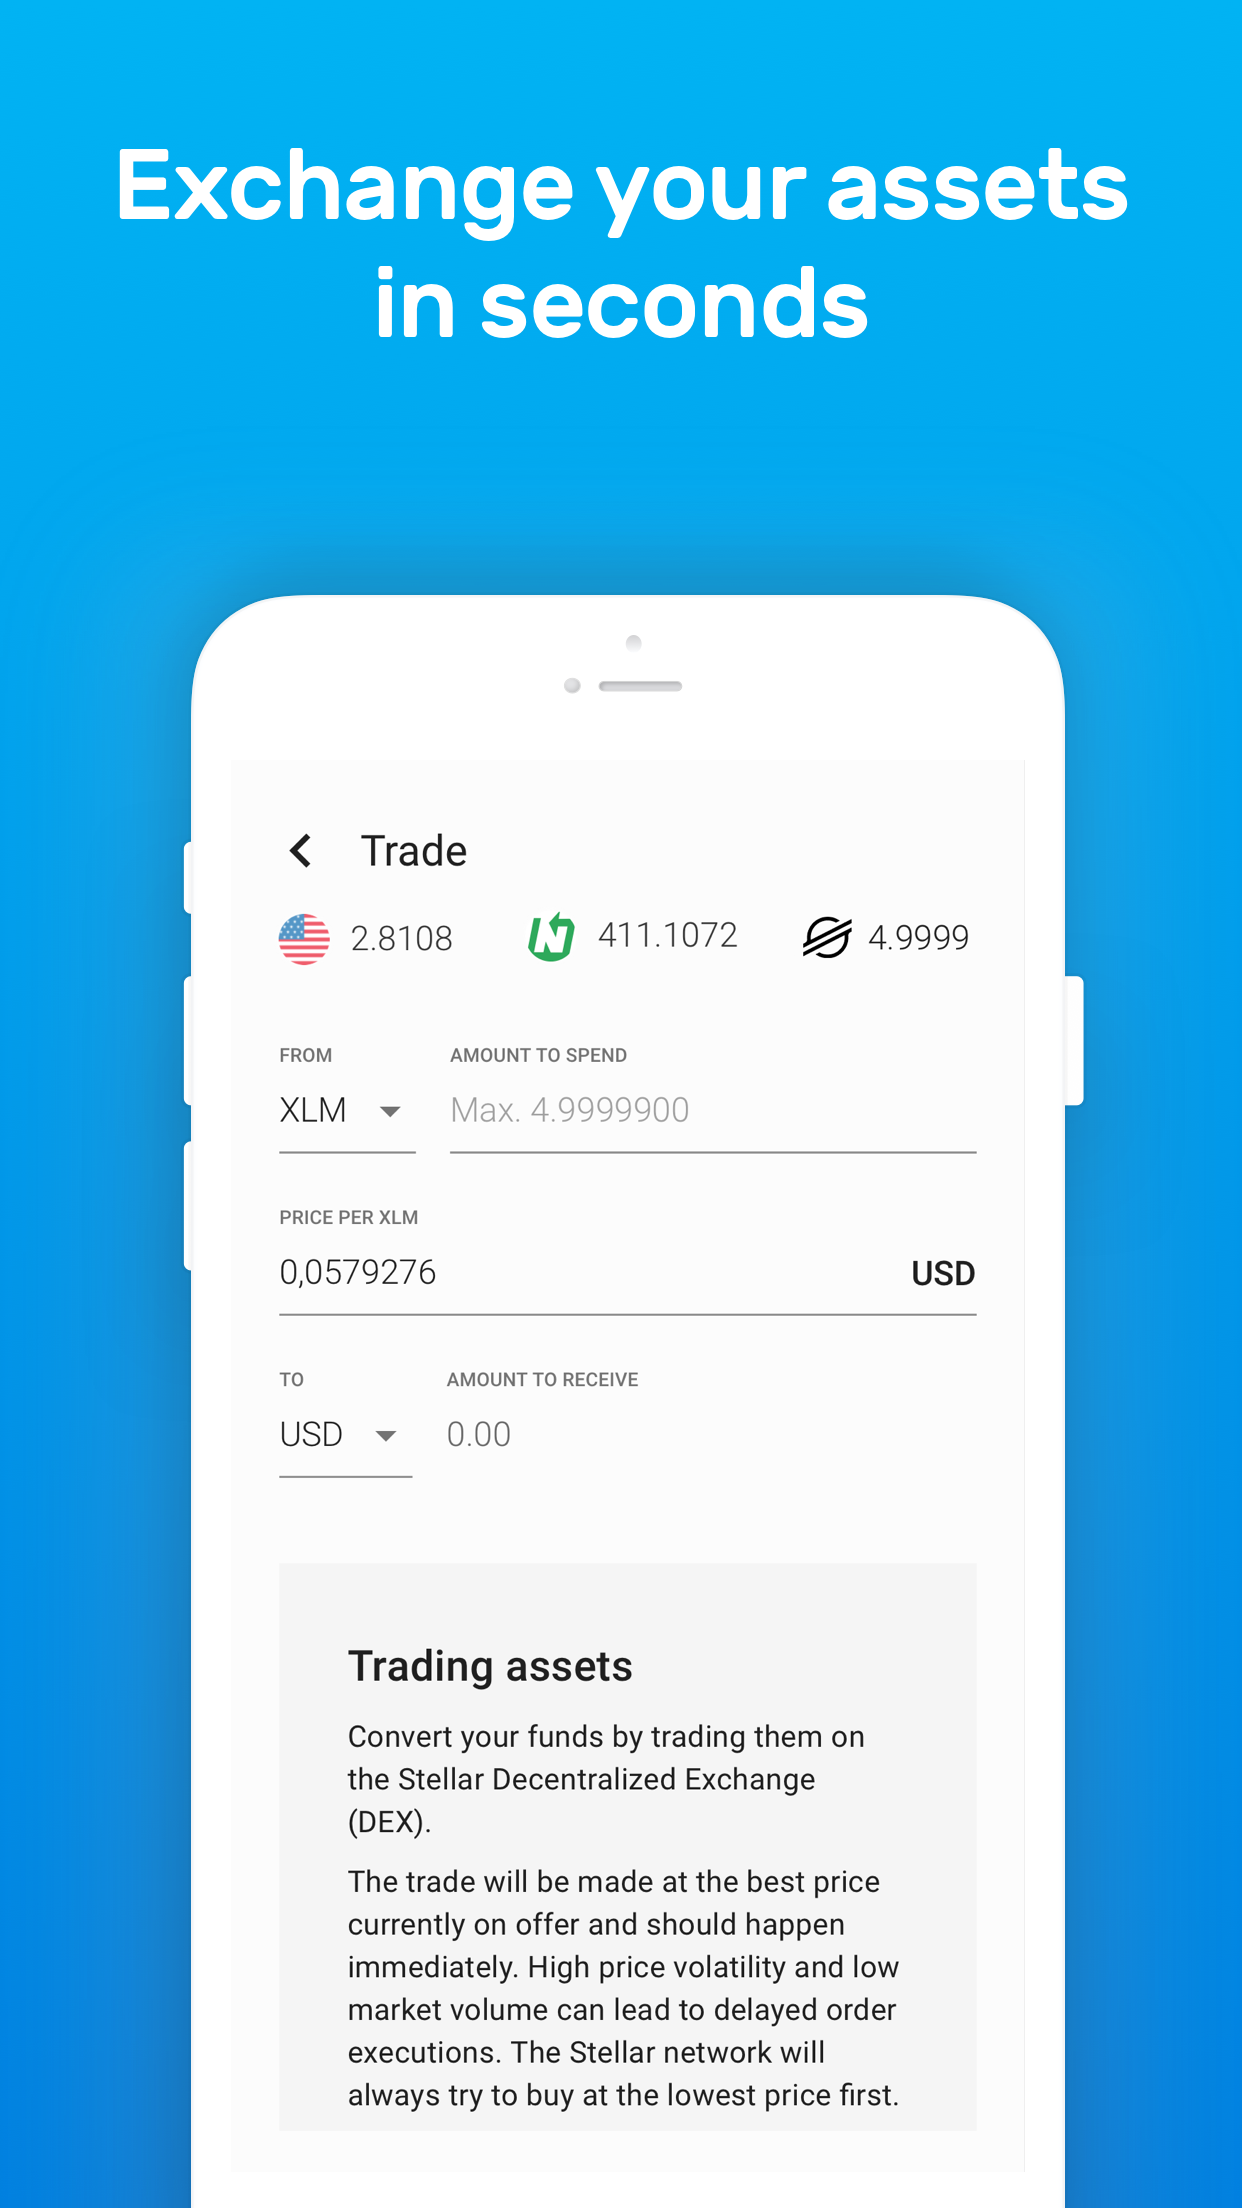 Exchange your assets
in seconds
Trade
2.8108 411.1072 4.9999
FROM AMOUNT TO SPEND
XLM Max. 4.9999900
PRICE PER XLM
0,0579276 USD
TO AMOUNT TO RECEIVE
USD 0.00
Trading assets
Convert your funds by trading them on
the Stellar Decentralized Exchange
(DEX).
The trade will be made at the best price
currently on offer and should happen
immediately. High price volatility and low
market volume can lead to delayed order
executions. The Stellar network will
always try to buy at the lowest price first.